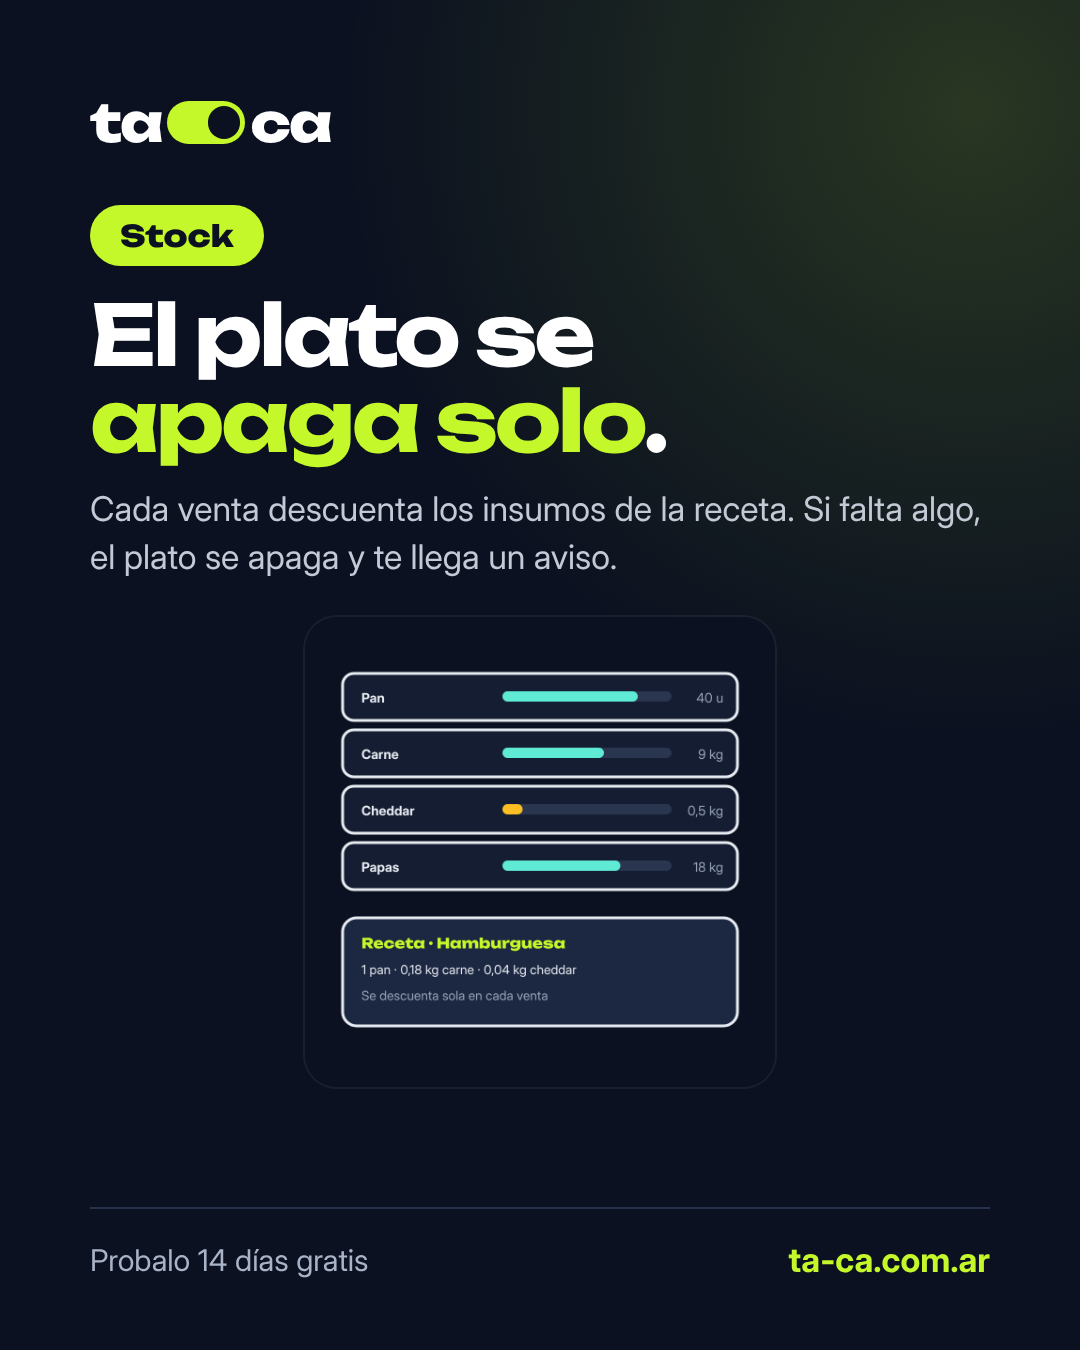 ta ca
Stock
El plato se
apaga solo.
Cada venta descuenta los insumos de la receta. Si falta algo,
el plato se apaga y te llega un aviso.
Pan 40 u
Carne 9 kg
Cheddar 0,5 kg
Papas 18 kg
Receta · Hamburguesa
1 pan · 0,18 kg carne · 0,04 kg cheddar
Se descuenta sola en cada venta
Probalo 14 días gratis ta-ca.com.ar